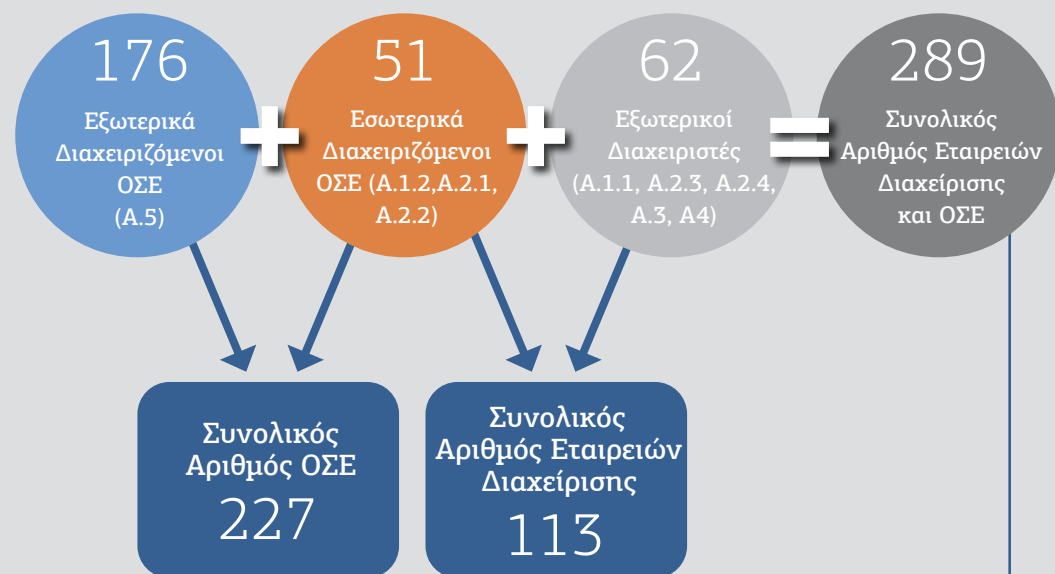 176
Εξωτερικά
Διαχειριζόμενοι
ΟΣΕ
(Α.5)
+
51
Εσωτερικά
Διαχειριζόμενοι
ΟΣΕ (Α.1.2,Α.2.1,
Α.2.2)
+
62
Εξωτερικοί
Διαχειριστές
(Α.1.1, Α.2.3, Α.2.4,
Α.3, Α4)
=
289
Συνολικός
Αριθμός Εταιρειών
Διαχείρισης
και ΟΣΕ
Συνολικός
Αριθμός ΟΣΕ
227
Συνολικός
Αριθμός Εταιρειών
Διαχείρισης
113